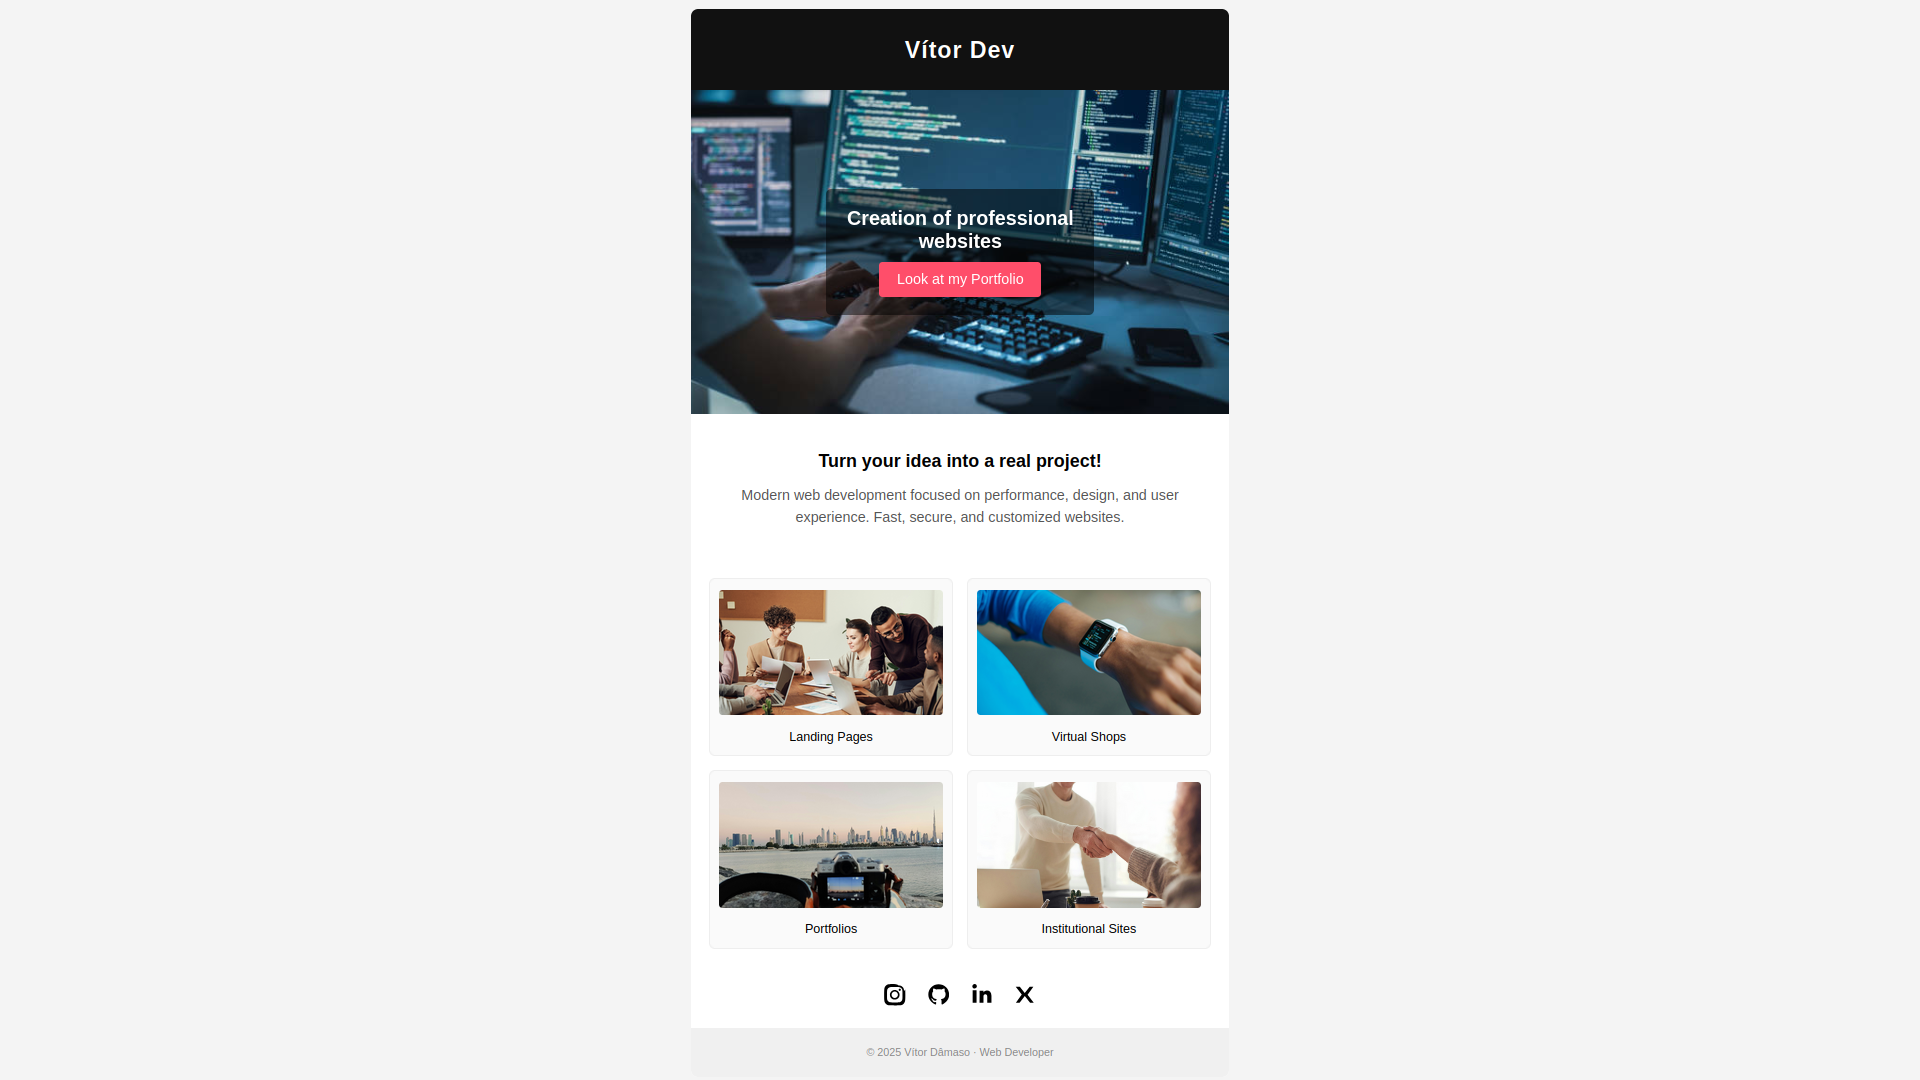 Vítor Dev
Creation of professional
websites
Look at my Portfolio
Turn your idea into a real project!
Modern web development focused on performance, design, and user
experience. Fast, secure, and customized websites.
Landing Pages
Virtual Shops
Portfolios
Institutional Sites
© 2025 Vítor Dâmaso · Web Developer